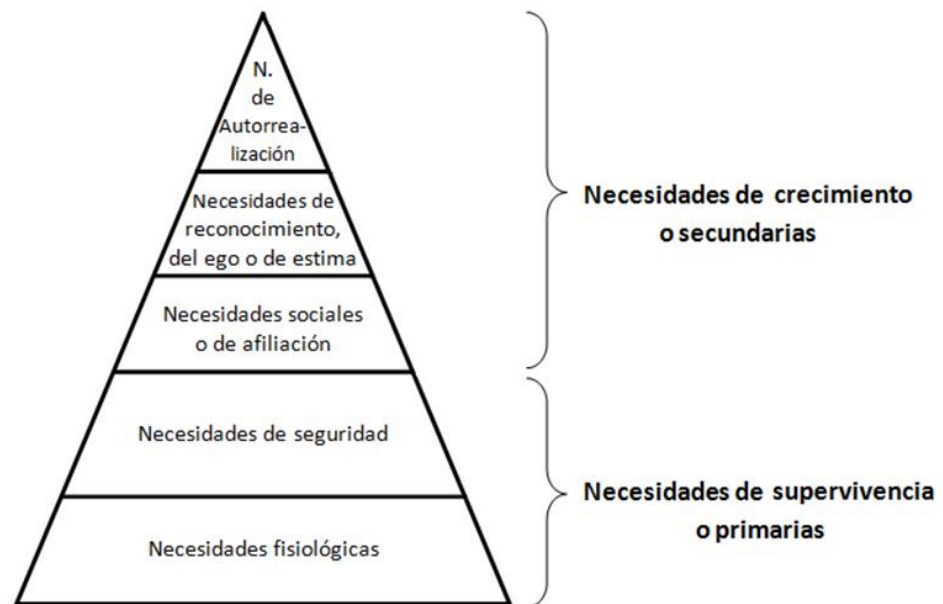 N.
de
Autorrea-
lización
Necesidades de
reconocimiento,
del ego o de estima
Necesidades sociales
o de afiliación
Necesidades de seguridad
Necesidades fisiológicas
Necesidades de crecimiento
o secundarias
Necesidades de supervivencia
o primarias